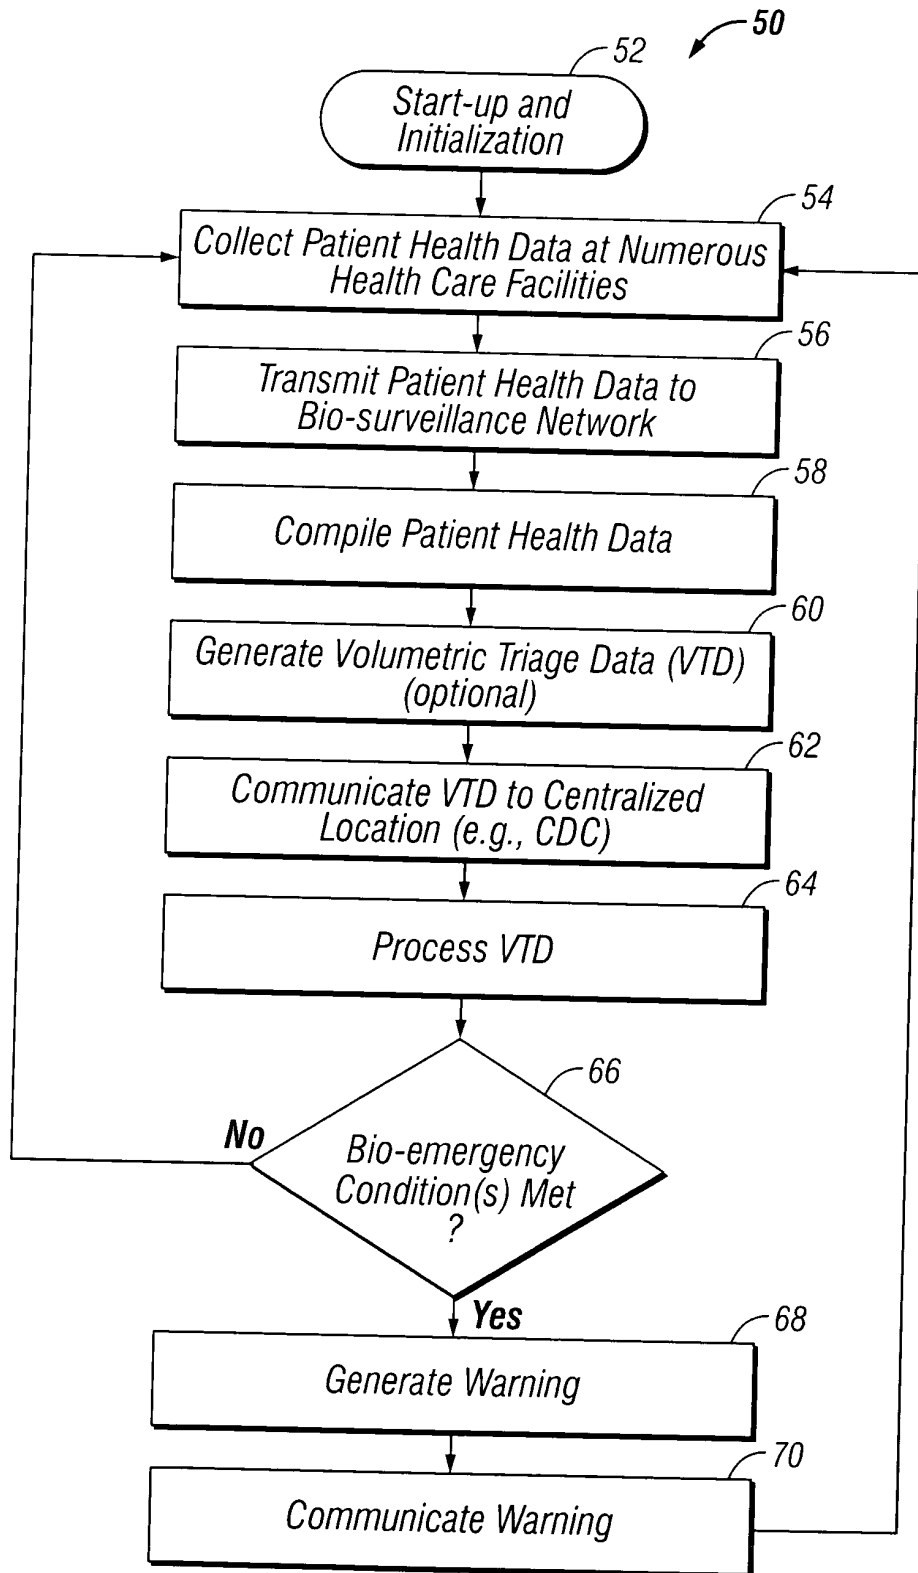 50
52
Start-up and
Initialization
54
Collect Patient Health Data at Numerous
Health Care Facilities
56
Transmit Patient Health Data to
Bio-surveillance Network
58
Compile Patient Health Data
60
Generate Volumetric Triage Data (VTD)
(optional)
62
Communicate VTD to Centralized
Location (e.g., CDC)
64
Process VTD
66
No
Bio-emergency
Condition(s) Met
?
Yes
68
Generate Warning
70
Communicate Warning